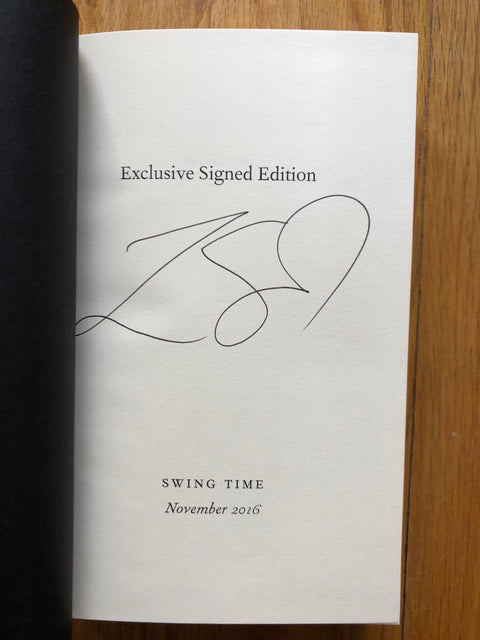 Exclusive Signed Edition
SWING TIME
November 2016